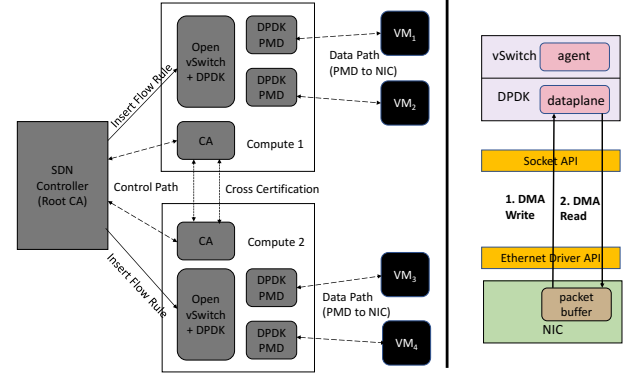 Open
vSwitch
+ DPDK
DPDK
PMD
DPDK
PMD
VM1
Data Path
(PMD to NIC)
VM2
Insert Flow Rule
CA
Compute 1
SDN
Controller
(Root CA)
Control Path
Cross Certification
CA
Compute 2
Insert Flow Rule
Open
vSwitch
+ DPDK
DPDK
PMD
DPDK
PMD
VM3
Data Path
(PMD to NIC)
VM4
vSwitch
agent
DPDK
dataplane
Socket API
1. DMA
Write
2. DMA
Read
Ethernet Driver API
packet
buffer
NIC